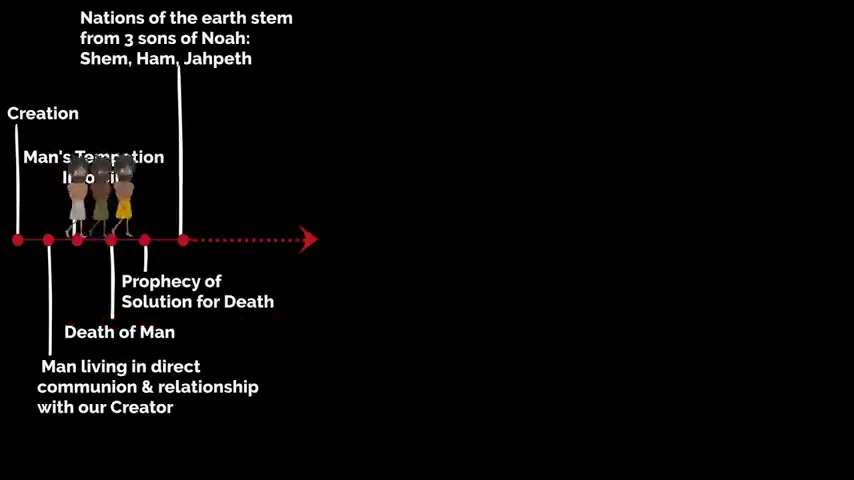 Nations of the earth stem
from 3 sons of Noah:
Shem, Ham, Jahpeth
Creation
Man's Temptation
Prophecy of
Solution for Death
Death of Man
Man living in direct
communion & relationship
with our Creator